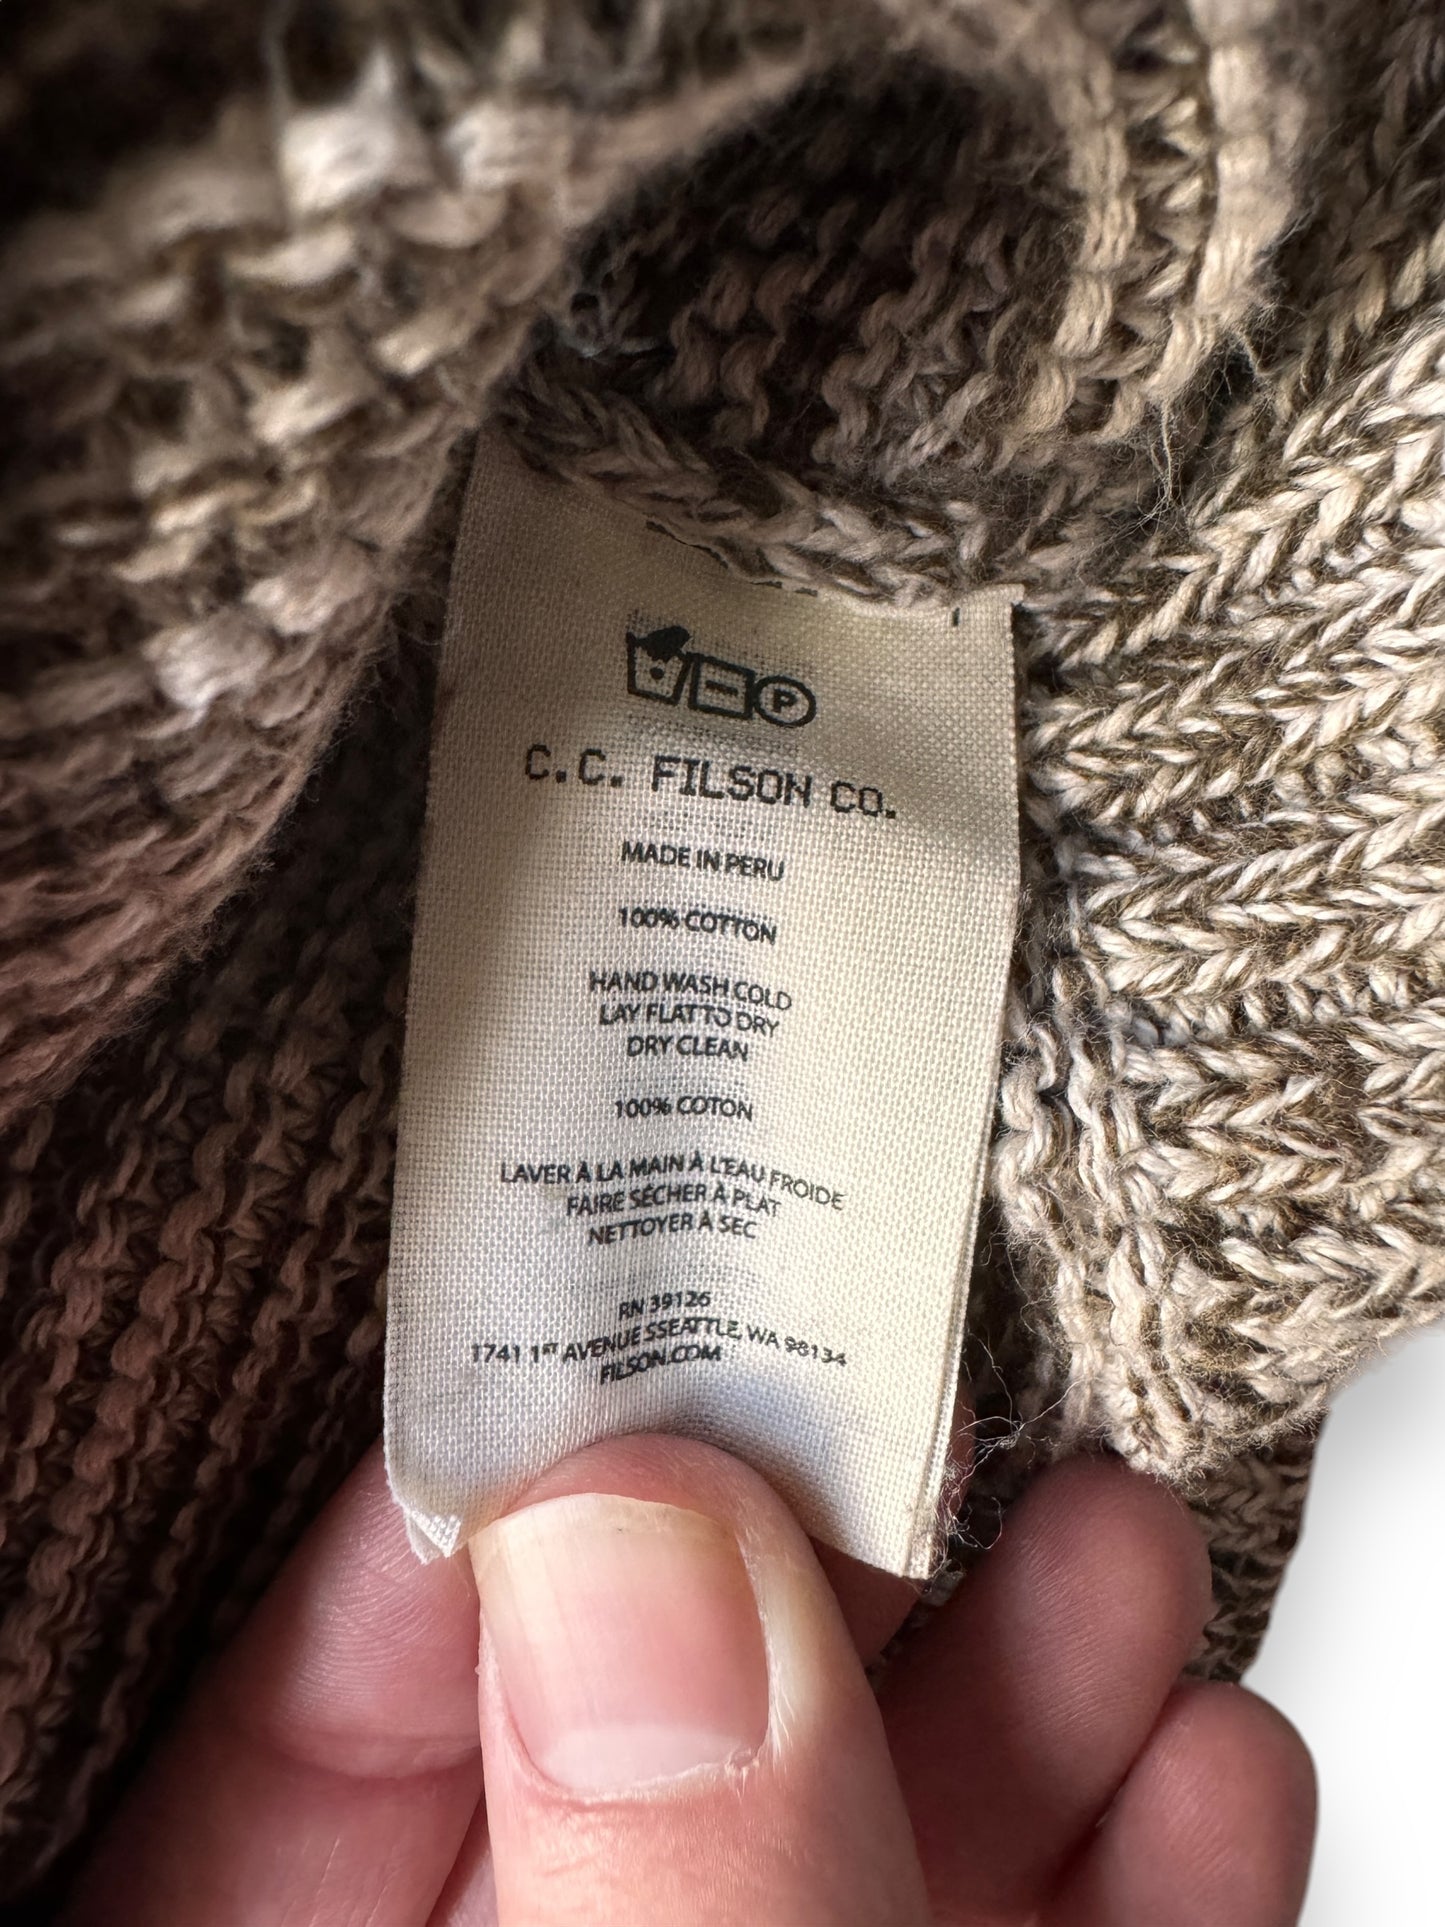 P
C.C. FILSON CO.
MADE IN PERU
100% COTTON
HAND WASH COLD
LAY FLAT TO DRY
DRY CLEAN
100% COTON
LAVER À LA MAIN À L'EAU FROIDE
FAIRE SÉCHER À PLAT
NETTOYER À SEC
RN 39126
1741 1ST AVENUE SSEATTLE, WA 98134
FILSON.COM